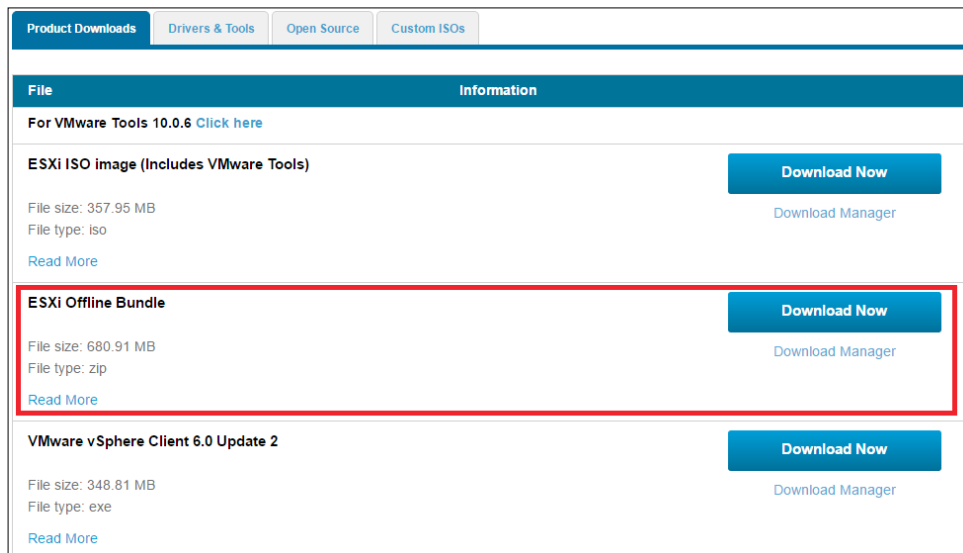 Product Downloads Drivers & Tools Open Source Custom ISOs
File Information
For VMware Tools 10.0.6 Click here
ESXi ISO image (Includes VMware Tools)
Download Now
File size: 357.95 MB
Download Manager
File type: iso
Read More
ESXi Offline Bundle
Download Now
File size: 680.91 MB
Download Manager
File type: zip
Read More
VMware vSphere Client 6.0 Update 2
Download Now
File size: 348.81 MB
Download Manager
File type: exe
Read More